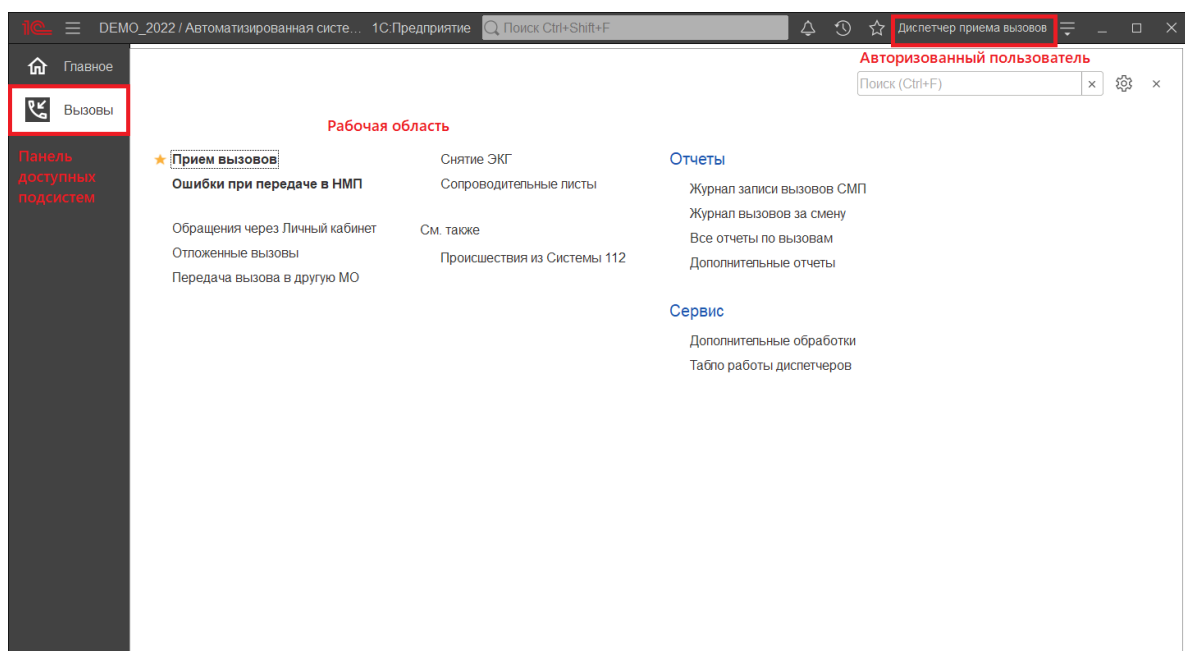 1С DEMO_2022 / Автоматизированная систе... 1С:Предприятие Поиск Ctrl+Shift+F Диспетчер приема вызовов
Авторизованный пользователь
Главное
Поиск (Ctrl+F)
Вызовы
Рабочая область
Панель
доступных
подсистем
Прием вызовов
Ошибки при передаче в НМП
Обращения через Личный кабинет
Отложенные вызовы
Передача вызова в другую МО
Снятие ЭКГ
Сопроводительные листы
См. также
Происшествия из Системы 112
Отчеты
Журнал записи вызовов СМП
Журнал вызовов за смену
Все отчеты по вызовам
Дополнительные отчеты
Сервис
Дополнительные обработки
Табло работы диспетчеров